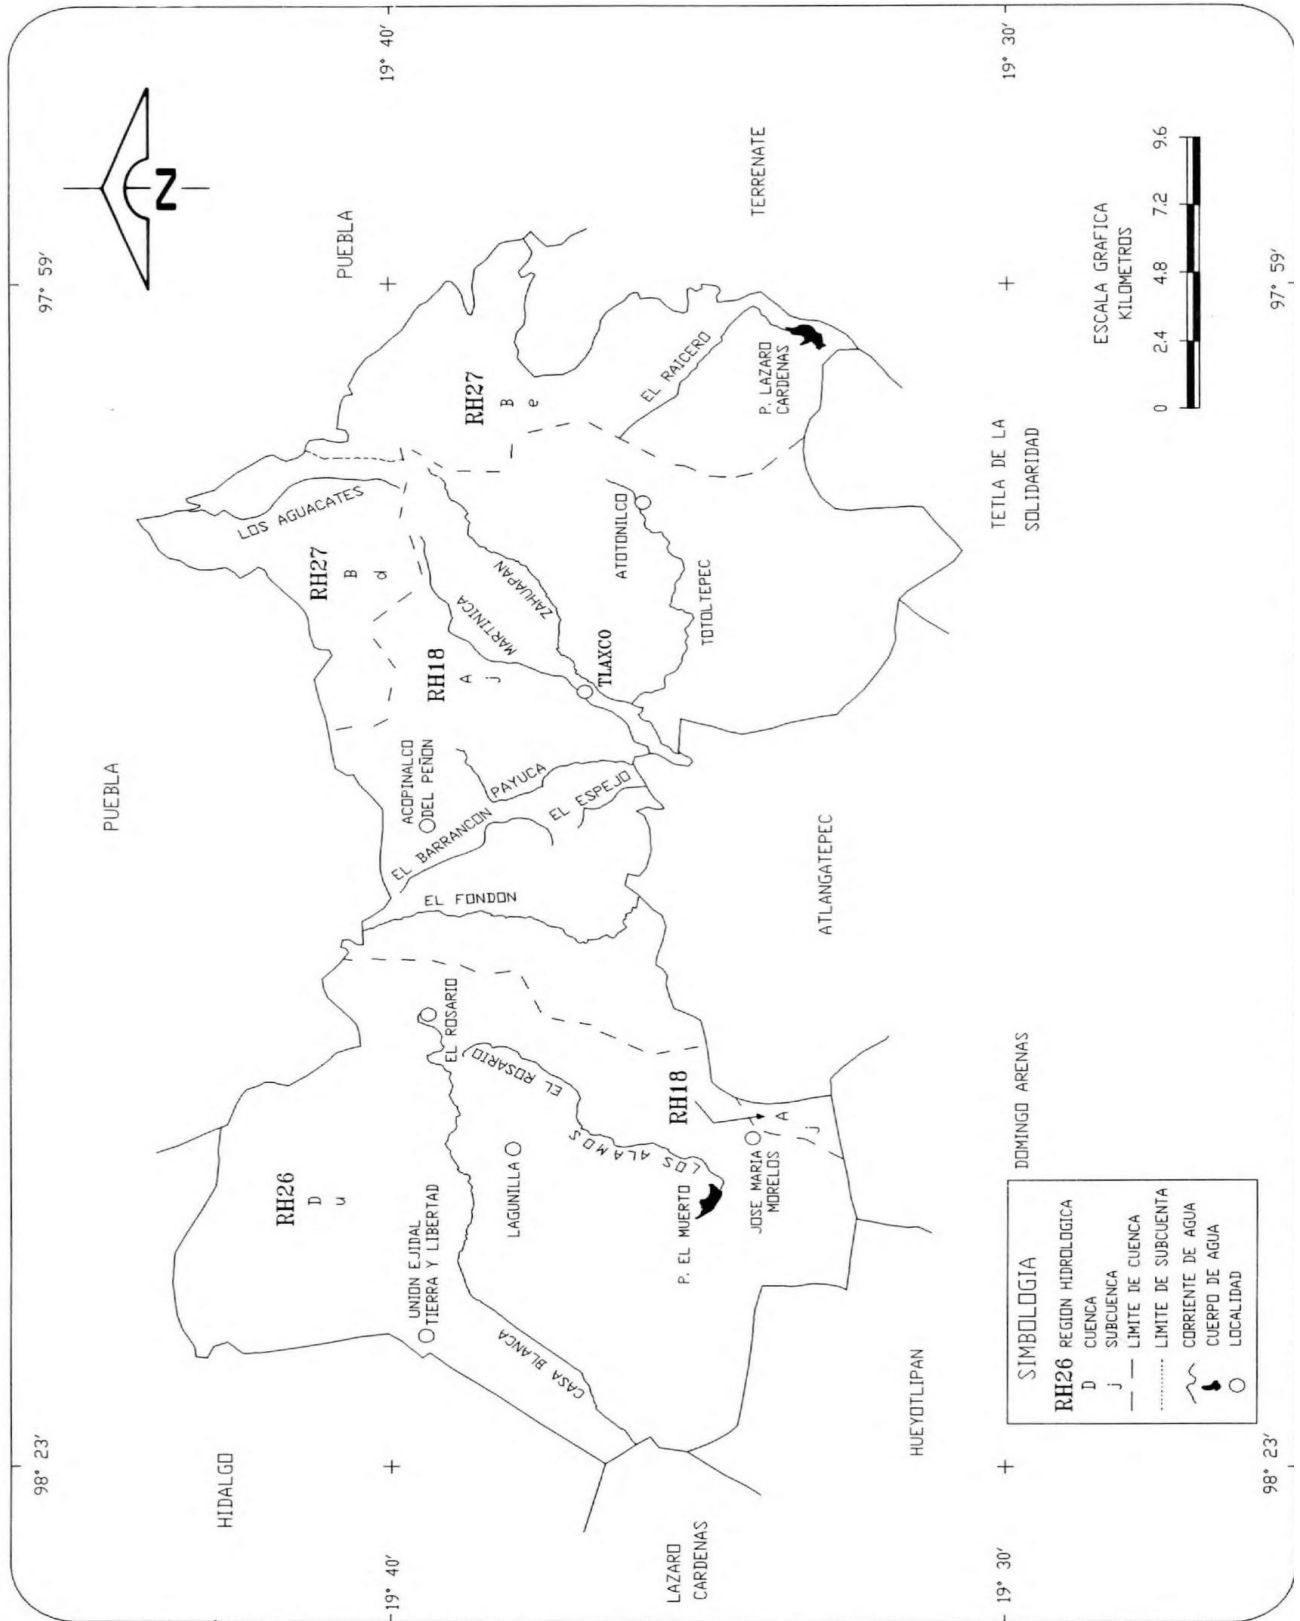 98° 23'
97° 59'
19° 40'
19° 40'
N
PUEBLA
HIDALGO
PUEBLA
LOS AGUACATES
RH27
B
d
RH26
D
u
RH18
A
j
RH27
B
e
ACOPINALCO
DEL PEÑON
UNION EJIDAL
TIERRA Y LIBERTAD
EL ROSARIO
EL FONDON
EL BARRANCON
PAYUCA
EL ESPEJO
MARTINICA
ZAHUAPAN
LAGUNILLA
EL ROSARIO
LOS ALAMOS
CASA BLANCA
TLAXCO
ATOTONILCO
TOTOLTEPEC
EL RAICERO
P. LAZARO
CARDENAS
P. EL MUERTO
RH18
A
j
JOSE MARIA
MORELOS
TERRENATE
LAZARO
CARDENAS
ATLANGATEPEC
HUEYOTLIPAN
DOMINGO ARENAS
TETLA DE LA
SOLIDARIDAD
19° 30'
19° 30'
SIMBOLOGIA
RH26 REGION HIDROLOGICA
D CUENCA
j SUBCUENCA
LIMITE DE CUENCA
LIMITE DE SUBCUENTA
CORRIENTE DE AGUA
CUERPO DE AGUA
LOCALIDAD
ESCALA GRAFICA
KILOMETROS
0 2.4 4.8 7.2 9.6
98° 23'
97° 59'